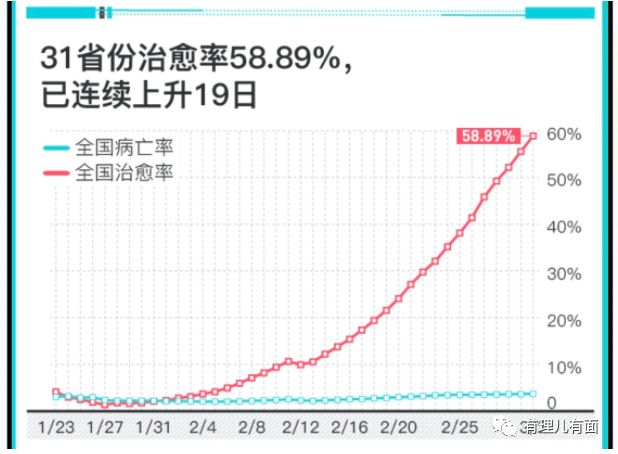 31省份治愈率58.89%,
已连续上升19日
全国病亡率
全国治愈率
58.89%
60%
50%
40%
30%
20%
10%
0
1/23 1/27 1/31 2/4 2/8 2/12 2/16 2/20 2/25
有理儿有面